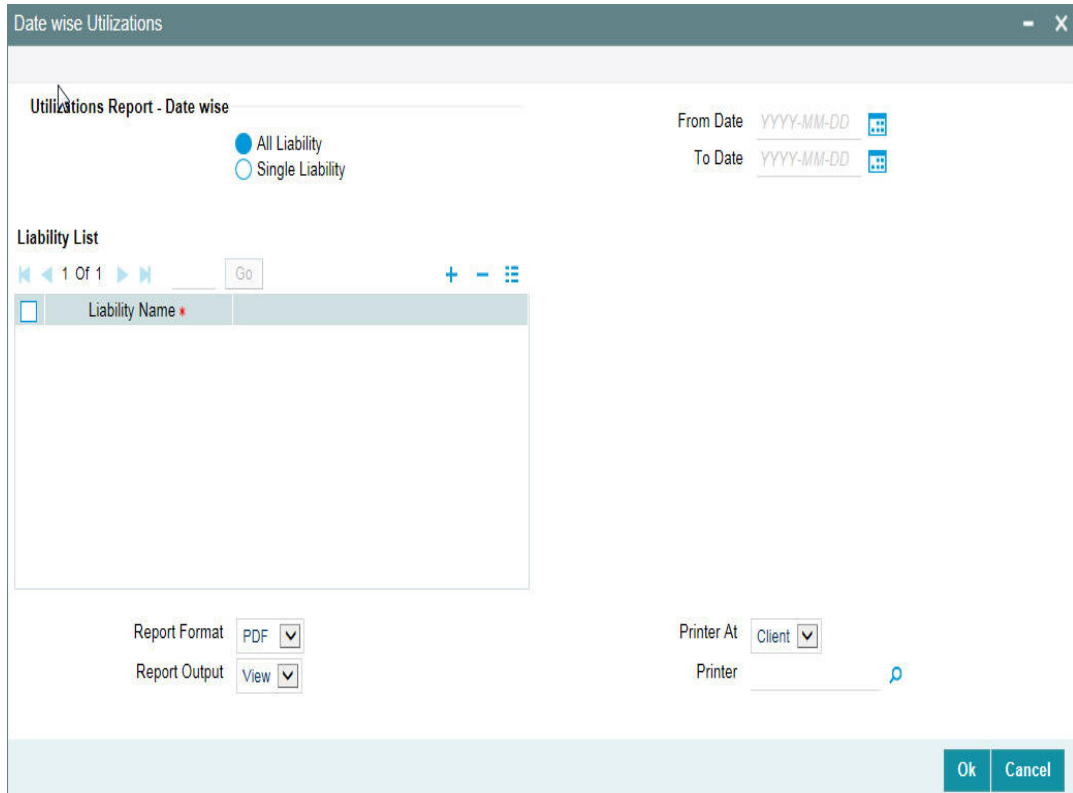 Date wise Utilizations
Utilizations Report - Date wise
All Liability
Single Liability
From Date YYYY-MM-DD
To Date YYYY-MM-DD
Liability List
1 Of 1 Go
Liability Name *
Report Format PDF
Report Output View
Printer At Client
Printer
Ok Cancel